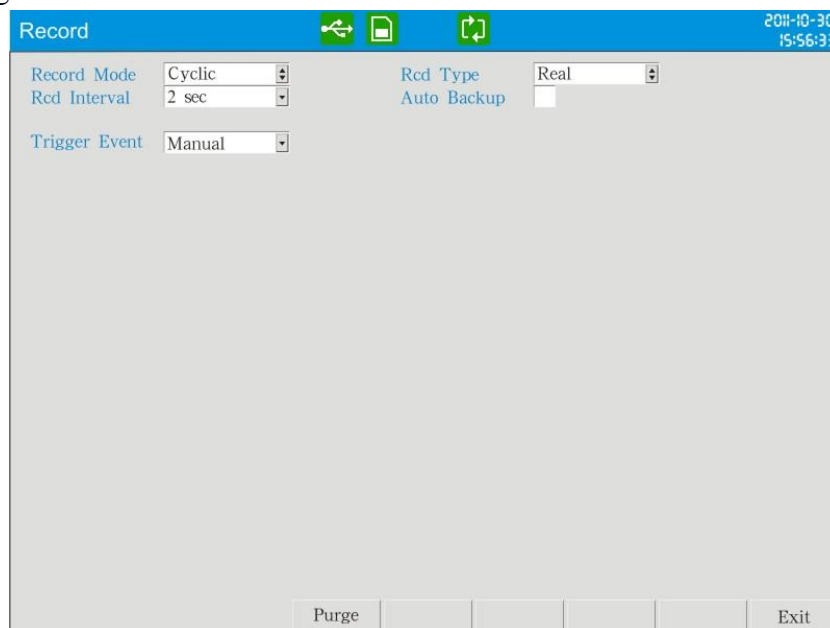 Record
2011-10-30
15:56:33
Record Mode Cyclic Rcd Type Real
Rcd Interval 2 sec Auto Backup
Trigger Event Manual
Purge Exit